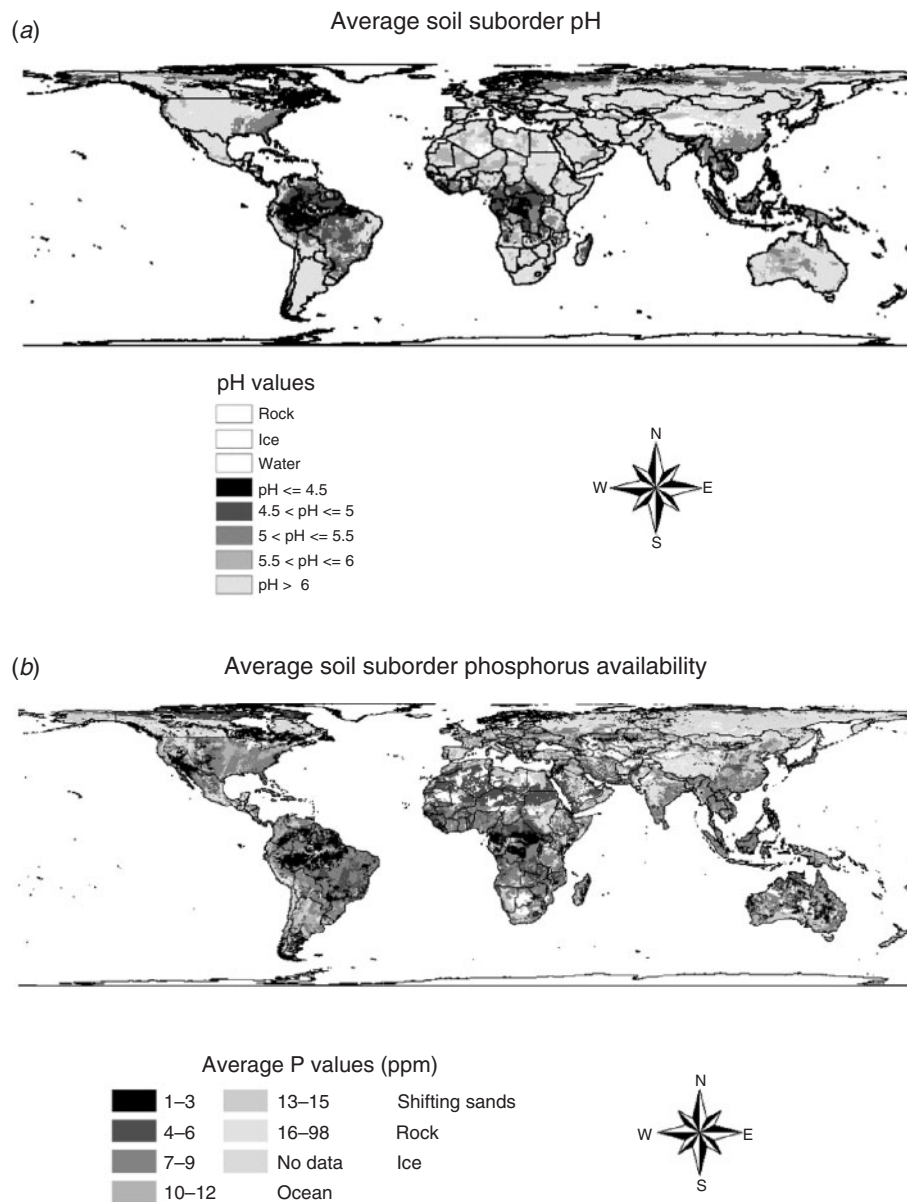 (a)
Average soil suborder pH
pH values
Rock
Ice
Water
pH <= 4.5
4.5 < pH <= 5
5 < pH <= 5.5
5.5 < pH <= 6
pH > 6
N
W E
S
(b)
Average soil suborder phosphorus availability
Average P values (ppm)
1–3 13–15 Shifting sands
4–6 16–98 Rock
7–9 No data Ice
10–12 Ocean
N
W E
S